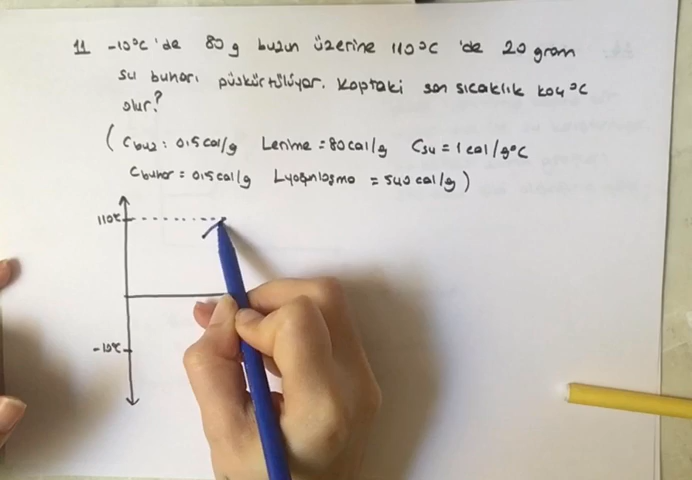 11 -10°C 'de 80 g buzun üzerine 110°C 'de 20 gram
su buharı püskürtülüyor. Kaptaki son sıcaklık kaç °C
olur?
( Cbuz : 0,5 cal/g Lerime = 80 cal/g Csu = 1 cal/g°C
Cbuhar = 0,5 cal/g Lyoğunlaşma = 540 cal/g )
110°C
-10°C